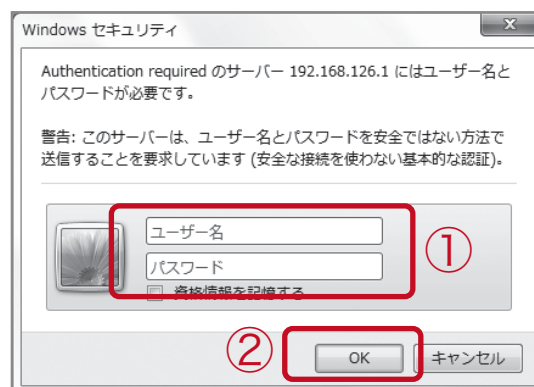 Windows セキュリティ
x
Authentication required のサーバー 192.168.126.1 にはユーザー名と
パスワードが必要です。
警告: このサーバーは、ユーザー名とパスワードを安全ではない方法で
送信することを要求しています (安全な接続を使わない基本的な認証)。
ユーザー名
パスワード
資格情報を記憶する
①
②
OK
キャンセル